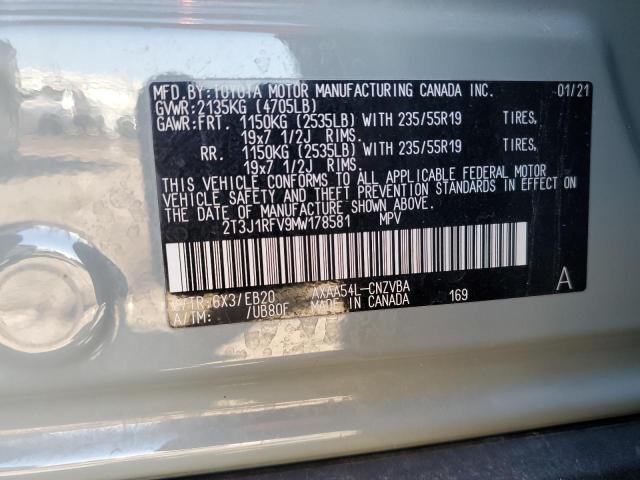 MFD. BY: TOYOTA MOTOR MANUFACTURING CANADA INC. 01/21
GVWR: 2135KG (4705LB)
GAWR: FRT. 1150KG (2535LB) WITH 235/55R19 TIRES,
19x7 1/2J RIMS.
RR. 1150KG (2535LB) WITH 235/55R19 TIRES,
19x7 1/2J RIMS.
THIS VEHICLE CONFORMS TO ALL APPLICABLE FEDERAL MOTOR
VEHICLE SAFETY AND THEFT PREVENTION STANDARDS IN EFFECT ON
THE DATE OF MANUFACTURE SHOWN ABOVE.
2T3J1RFV9MW178581 MPV
C/TR: 6X3/EB20 AXAA54L-CNZVBA A
A/TM: /UB80F MADE IN CANADA 169